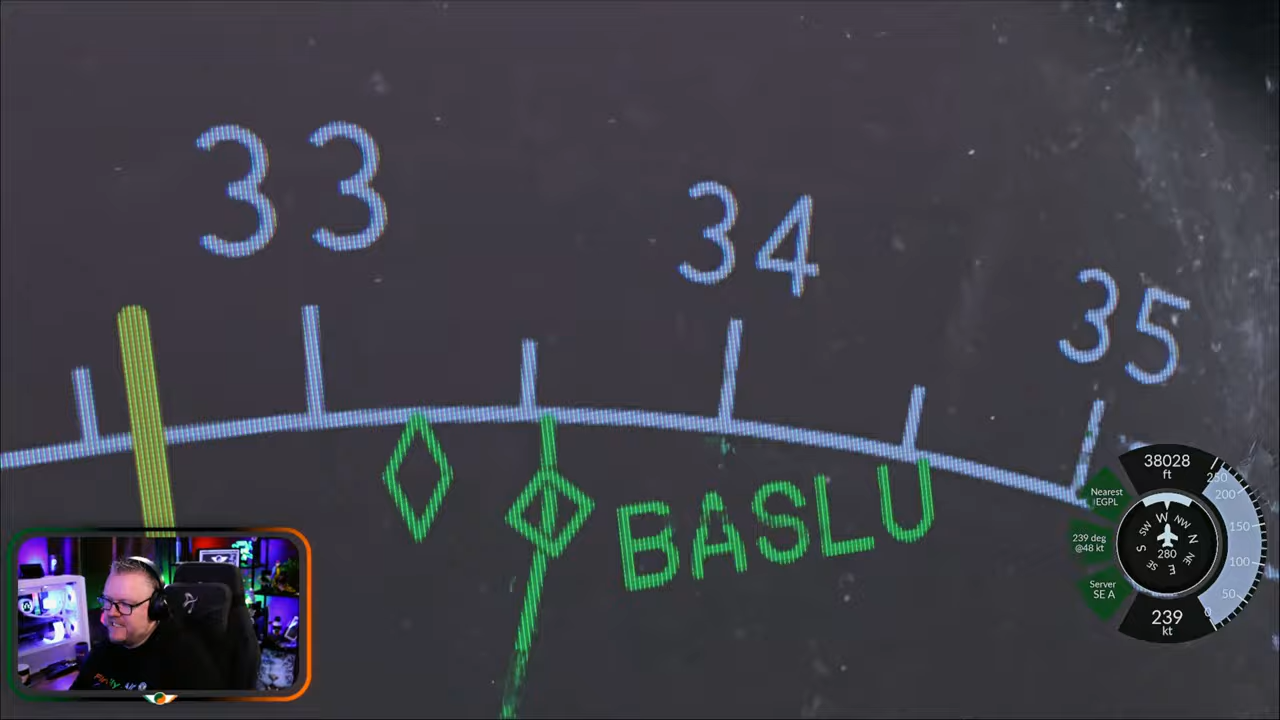 33
34
35
BASLU
38028
ft
Nearest
EGPL
239 deg
@48 kt
Server
SE A
250
200
150
100
50
0
W
NW
N
NE
E
SE
S
SW
280
239
kt